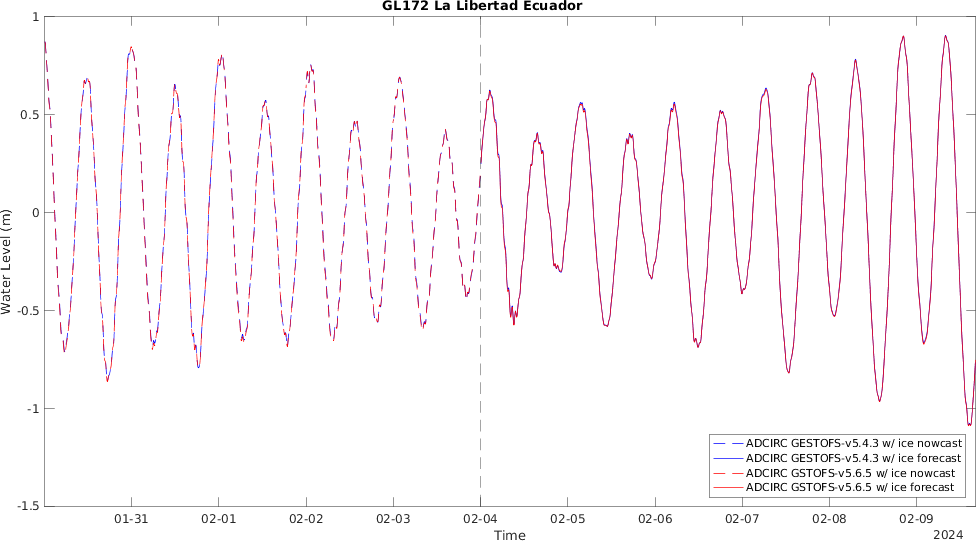 GL172 La Libertad Ecuador
1
0.5
0
-0.5
-1
-1.5
Water Level (m)
01-31 02-01 02-02 02-03 02-04 02-05 02-06 02-07 02-08 02-09
Time
2024
ADCIRC GESTOFS-v5.4.3 w/ ice nowcast
ADCIRC GESTOFS-v5.4.3 w/ ice forecast
ADCIRC GSTOFS-v5.6.5 w/ ice nowcast
ADCIRC GSTOFS-v5.6.5 w/ ice forecast